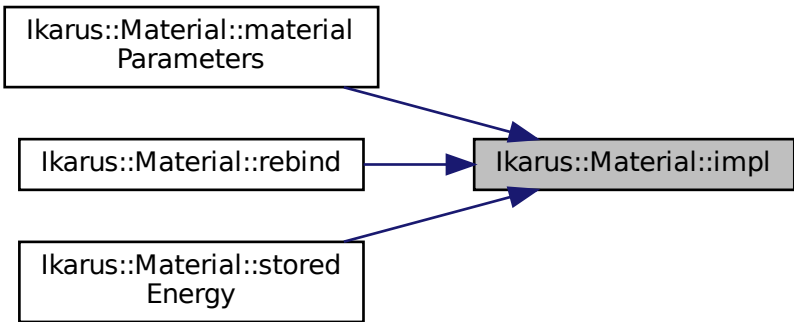 Ikarus::Material::material
Parameters
Ikarus::Material::rebind
Ikarus::Material::impl
Ikarus::Material::stored
Energy